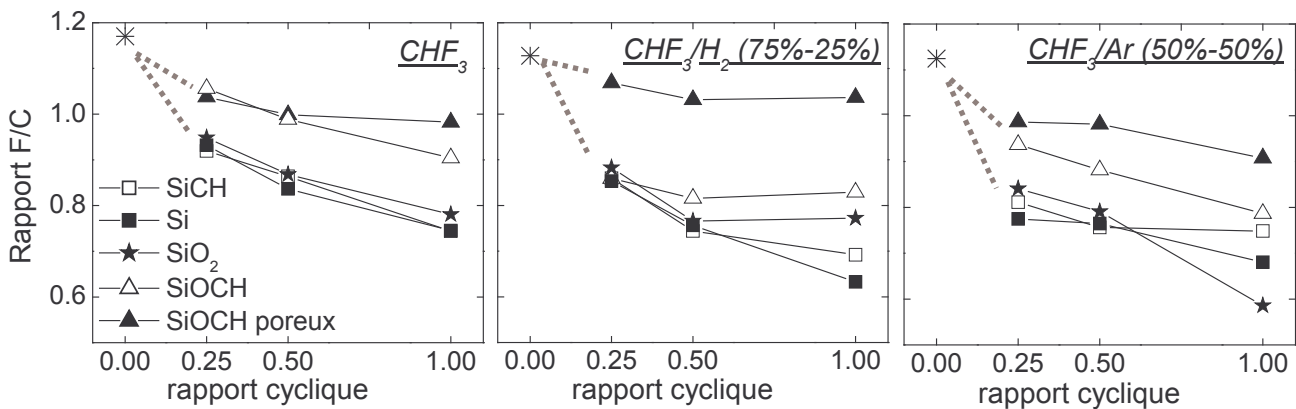 CHF₃
CHF₃/H₂ (75%-25%)
CHF₃/Ar (50%-50%)
Rapport F/C
1.2
1.0
0.8
0.6
SiCH
Si
SiO₂
SiOCH
SiOCH poreux
0.00 0.25 0.50 1.00
0.00 0.25 0.50 1.00
0.00 0.25 0.50 1.00
rapport cyclique
rapport cyclique
rapport cyclique